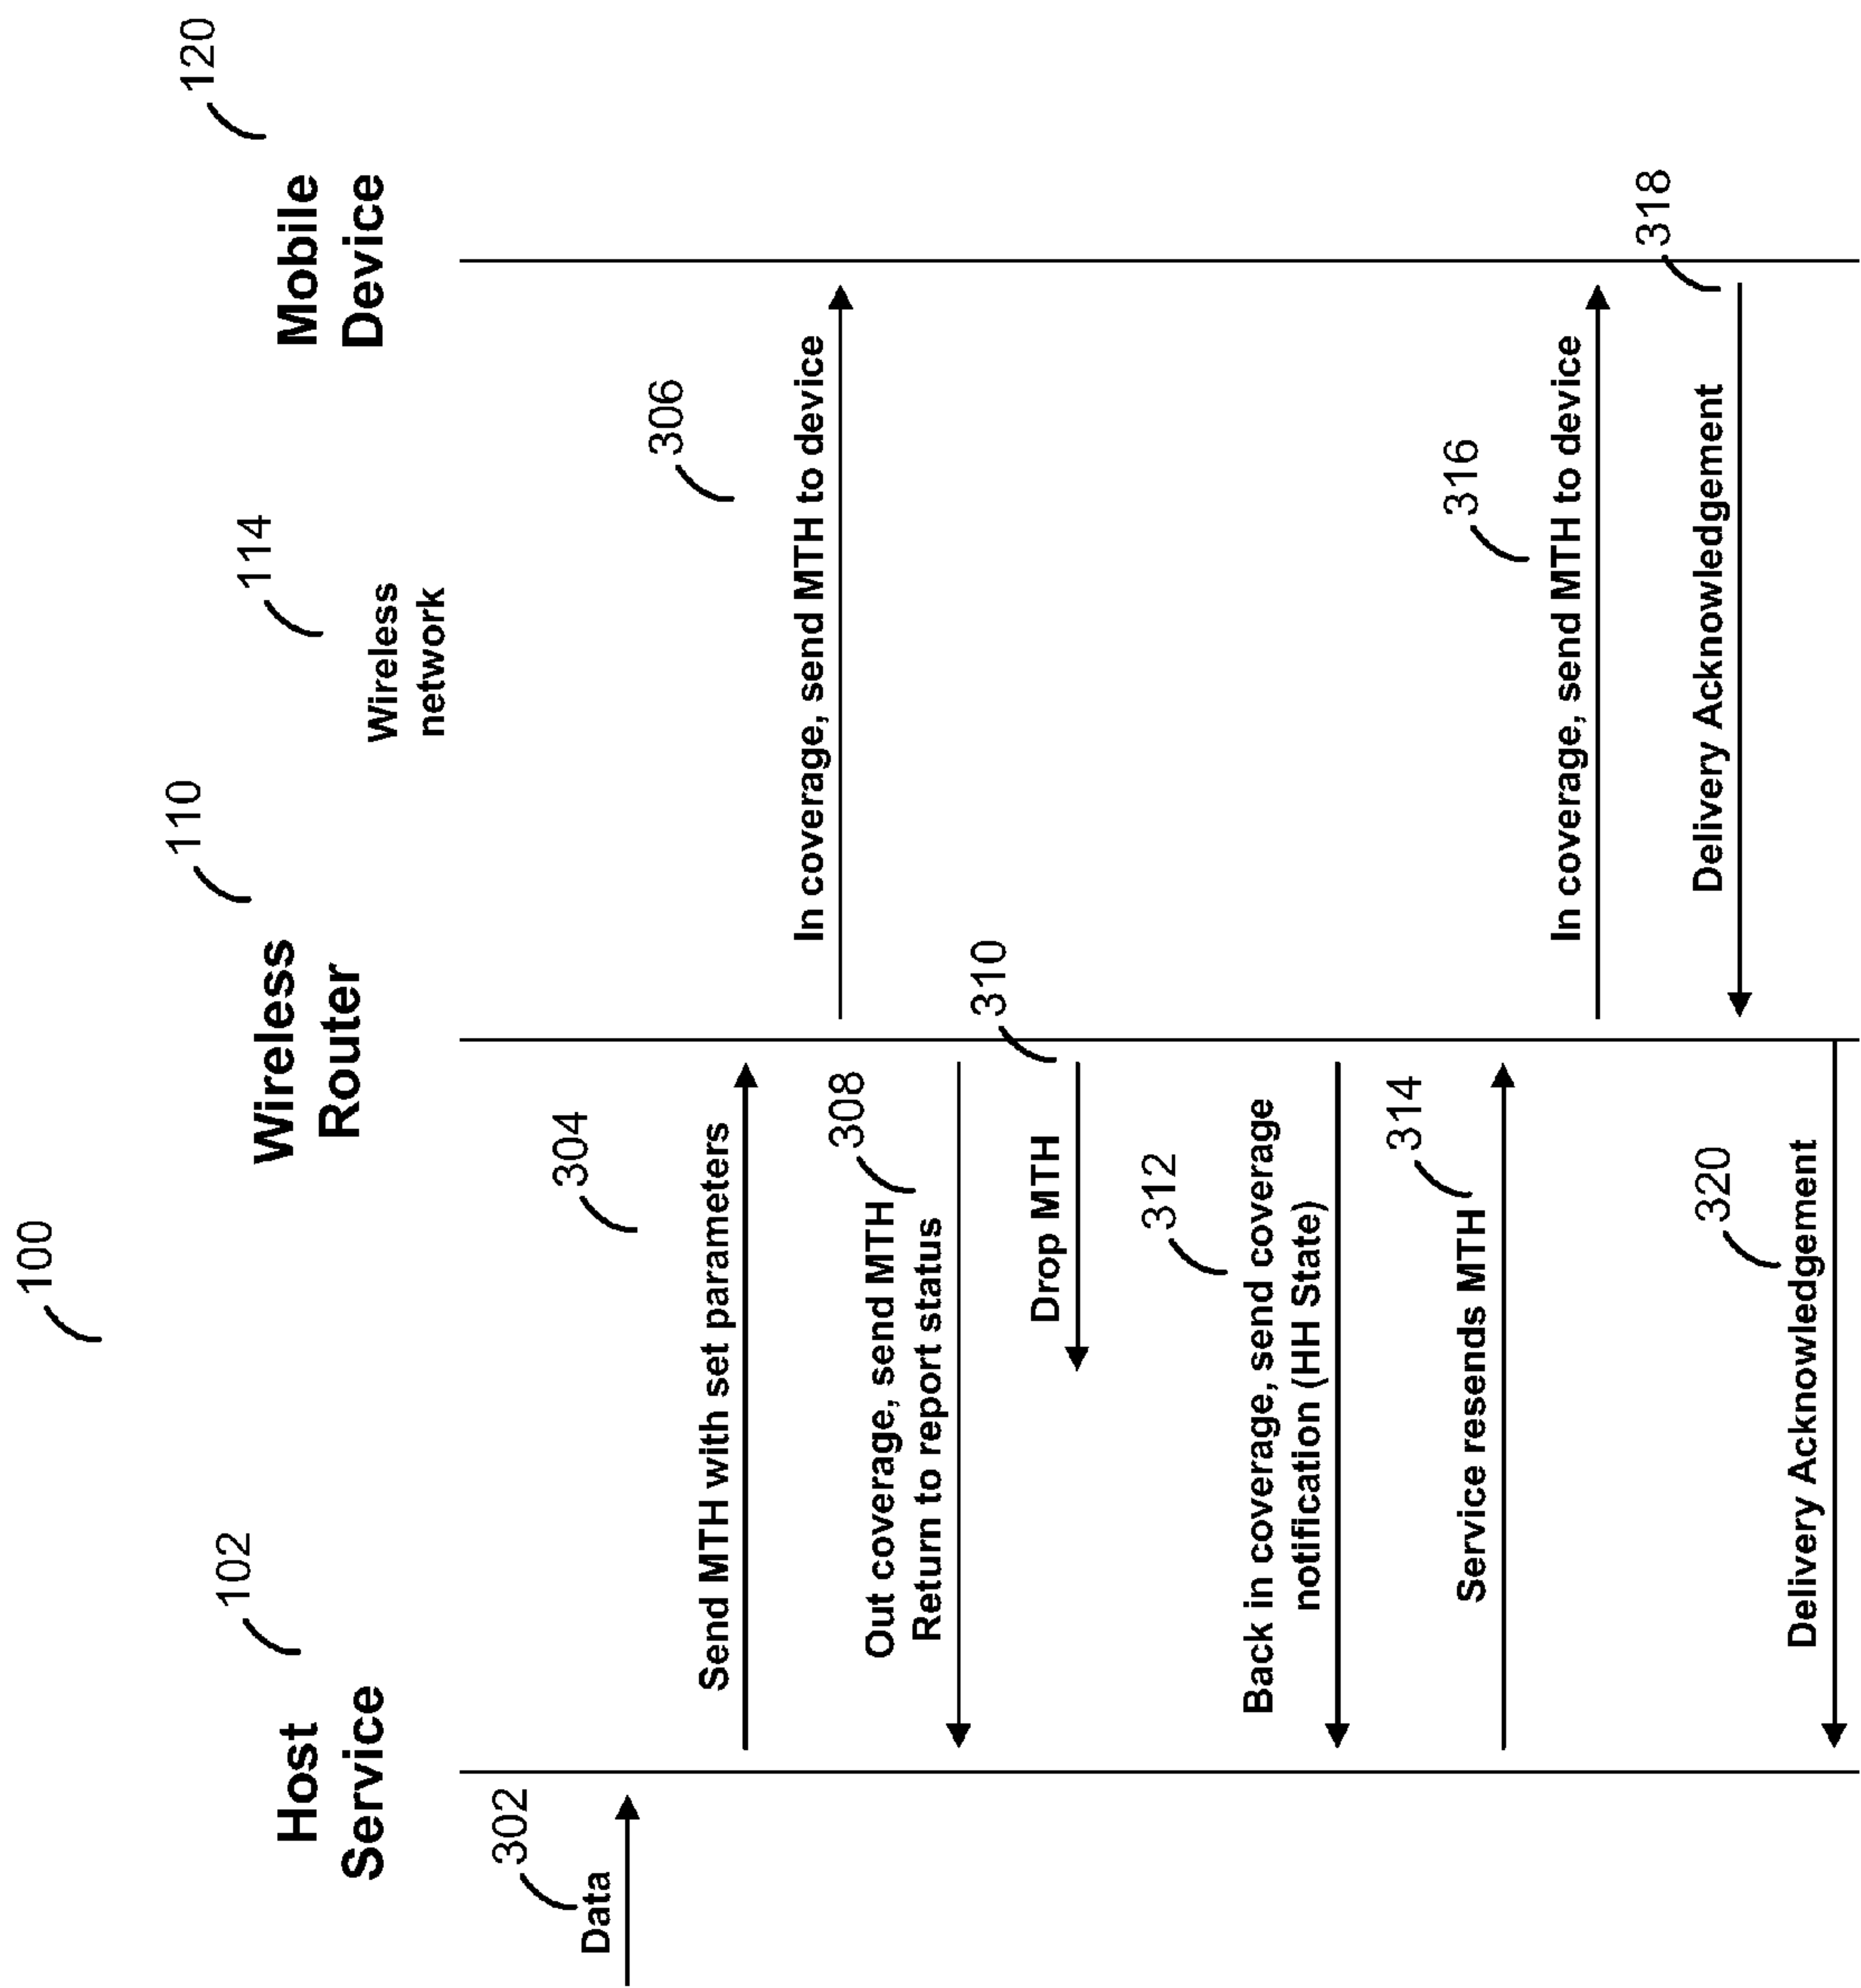 100
102
110
114
120
Host
Service
Wireless
Router
Wireless
network
Mobile
Device
302
Data
304
Send MTH with set parameters
306
In coverage, send MTH to device
308
Out coverage, send MTH
Return to report status
310
Drop MTH
312
Back in coverage, send coverage
notification (HH State)
314
Service resends MTH
316
In coverage, send MTH to device
318
Delivery Acknowledgement
320
Delivery Acknowledgement